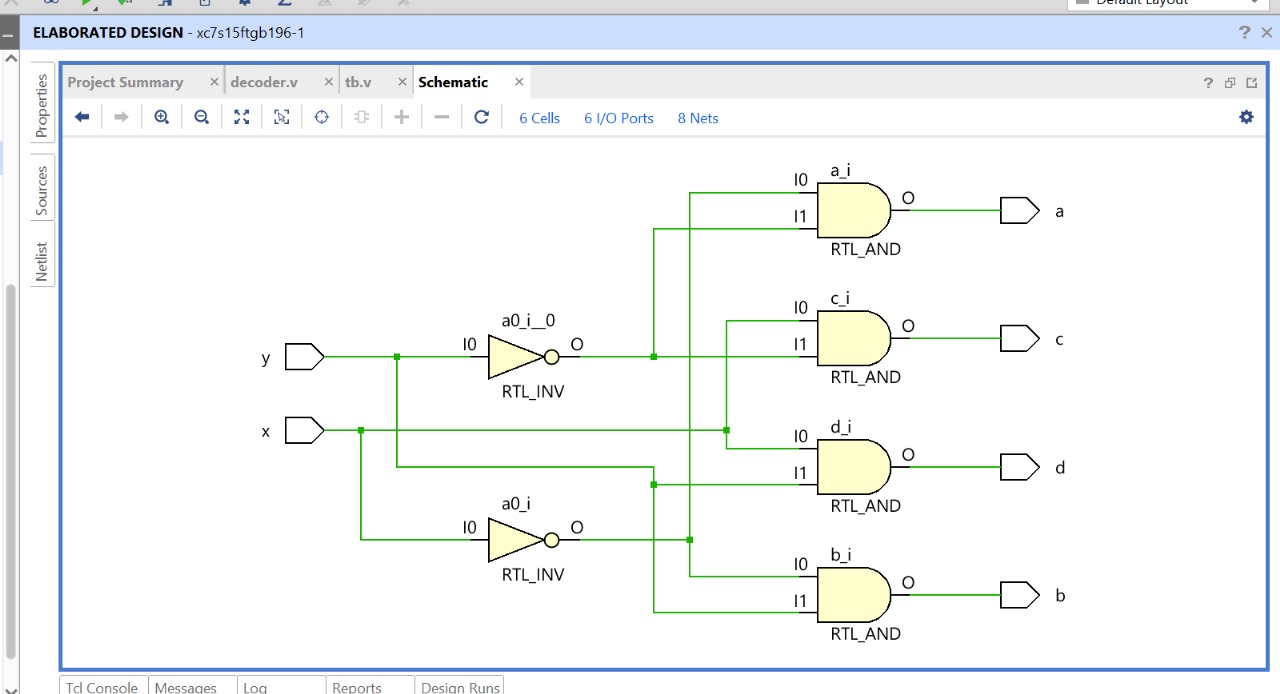 Default Layout
ELABORATED DESIGN - xc7s15ftgb196-1
? ×
Properties
Sources
Netlist
Project Summary × decoder.v × tb.v × Schematic ×
?
6 Cells 6 I/O Ports 8 Nets
a_i
I0
I1
O
RTL_AND
a
c_i
I0
I1
O
RTL_AND
c
a0_i__0
y
I0
O
RTL_INV
x
d_i
I0
I1
O
RTL_AND
d
a0_i
I0
O
RTL_INV
b_i
I0
I1
O
RTL_AND
b
Tcl Console Messages Log Reports Design Runs